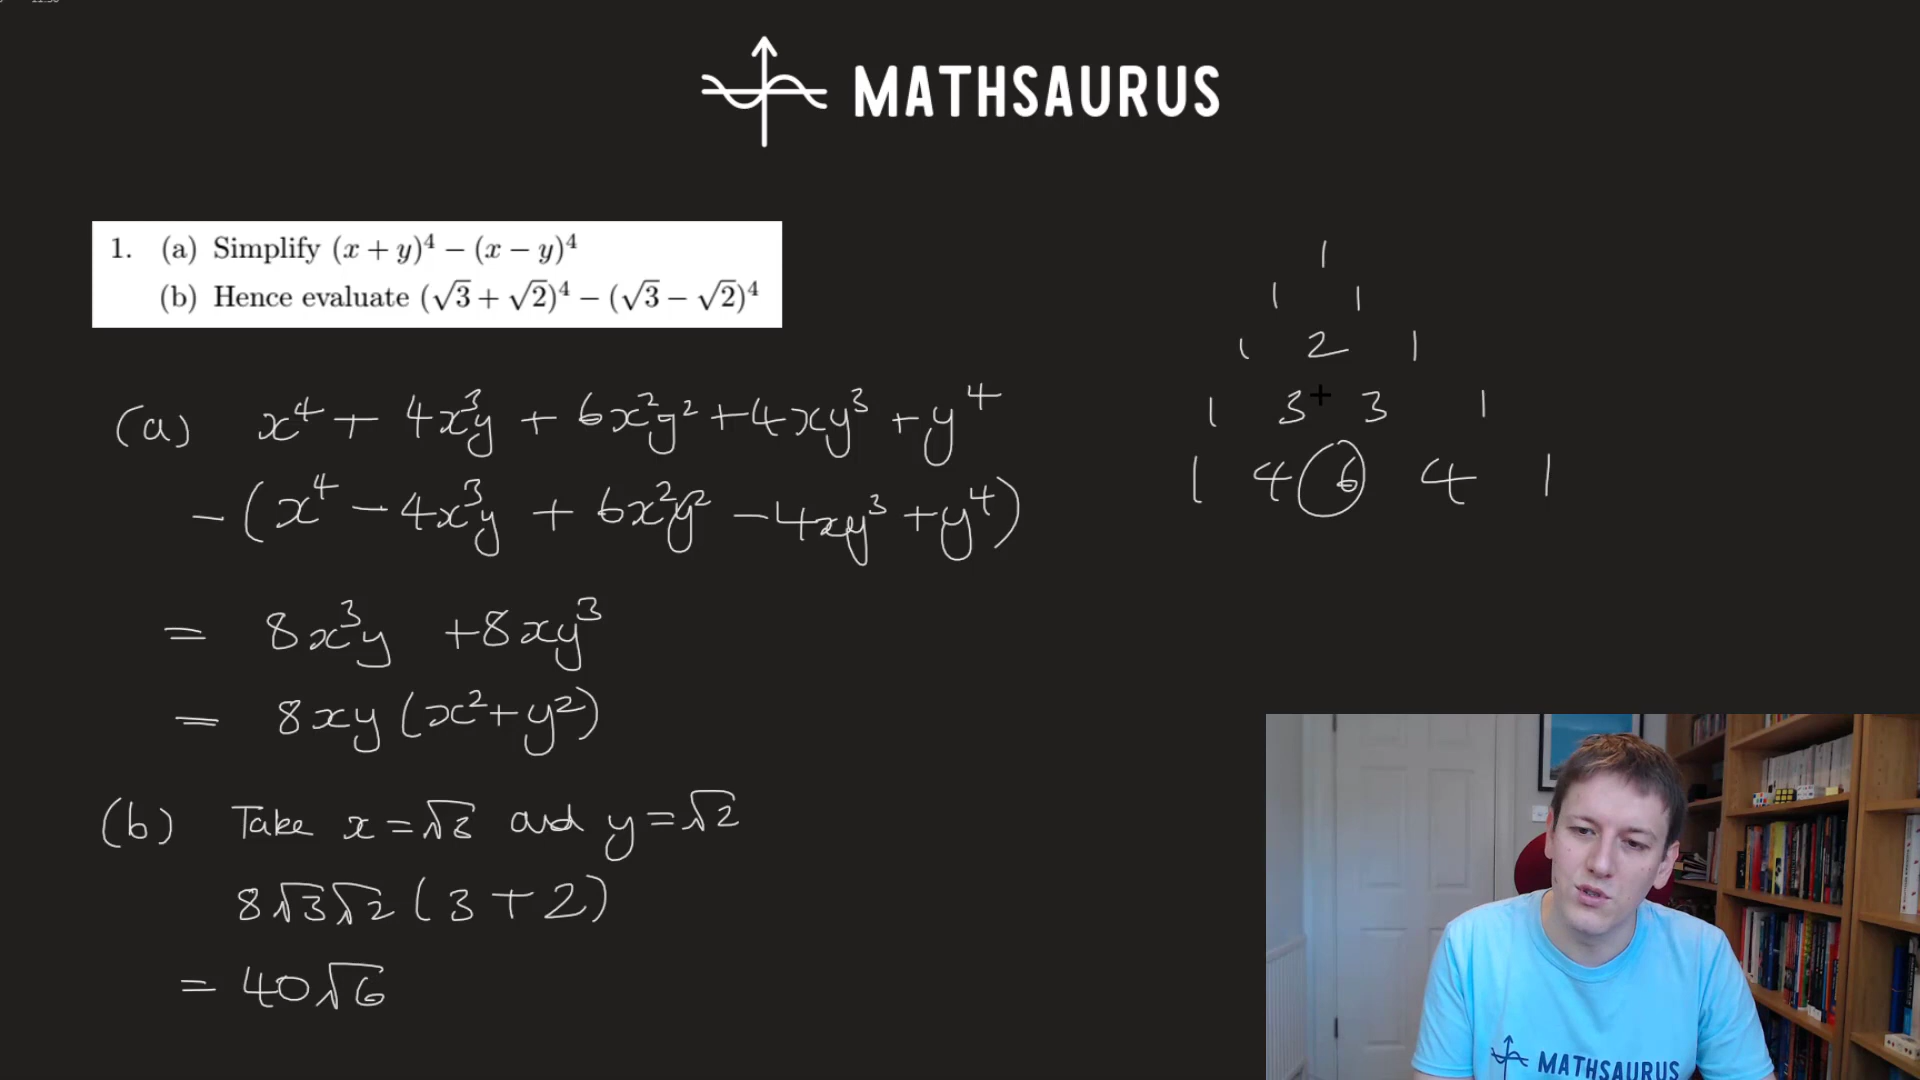 MATHSAURUS
1. (a) Simplify (x + y)⁴ − (x − y)⁴
(b) Hence evaluate (√3 + √2)⁴ − (√3 − √2)⁴
(a) x⁴ + 4x³y + 6x²y² + 4xy³ + y⁴
− (x⁴ − 4x³y + 6x²y² − 4xy³ + y⁴)
= 8x³y + 8xy³
= 8xy (x² + y²)
(b) Take x = √3 and y = √2
8√3√2 (3 + 2)
= 40√6
1
1 1
1 2 1
1 3 + 3 1
1 4 6 4 1
MATHSAURUS